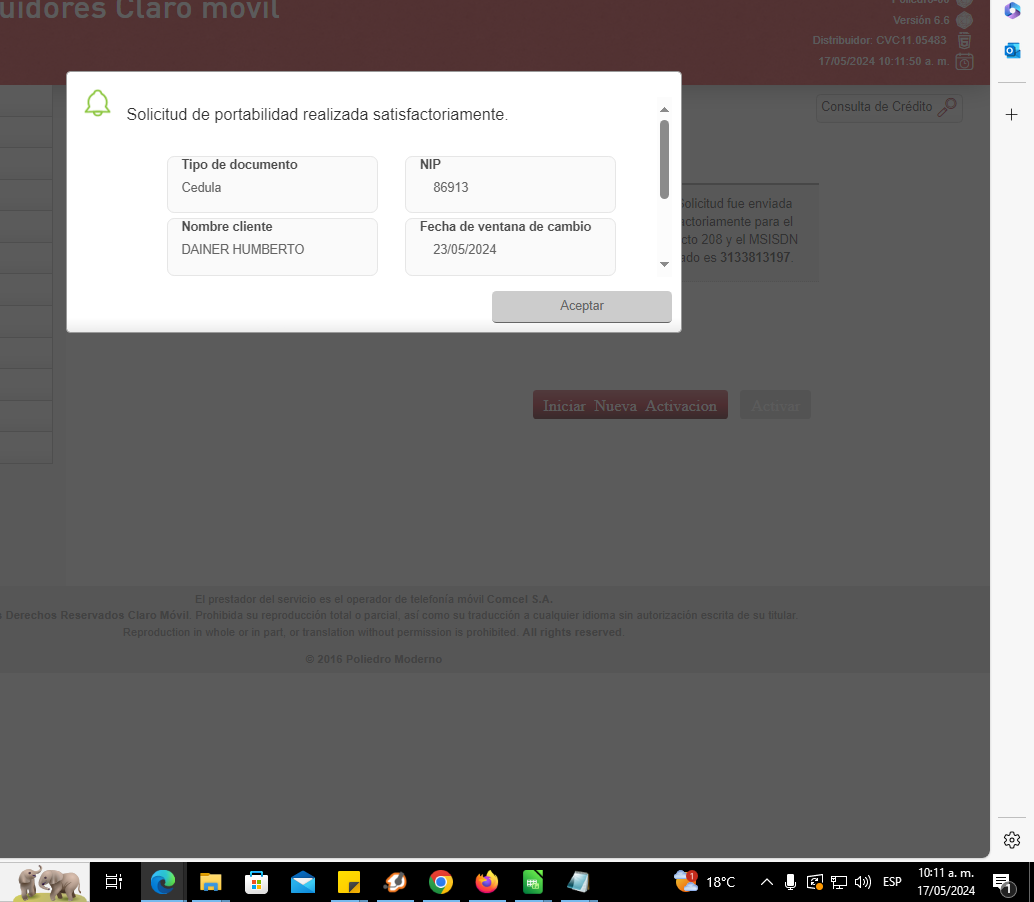 uidores Claro móvil
Poliedro-60
Versión 6.6
Distribuidor: CVC11.05483
17/05/2024 10:11:50 a. m.
Consulta de Crédito
Solicitud de portabilidad realizada satisfactoriamente.
Tipo de documento
Cedula
NIP
86913
Nombre cliente
DAINER HUMBERTO
Fecha de ventana de cambio
23/05/2024
Aceptar
Solicitud fue enviada
actoriamente para el
cto 208 y el MSISDN
ado es 3133813197.
Iniciar Nueva Activacion
Activar
El prestador del servicio es el operador de telefonía móvil Comcel S.A.
s Derechos Reservados Claro Móvil. Prohibida su reproducción total o parcial, así como su traducción a cualquier idioma sin autorización escrita de su titular.
Reproduction in whole or in part, or translation without permission is prohibited. All rights reserved.
© 2016 Poliedro Moderno
1
18°C
ESP
10:11 a. m.
17/05/2024
1